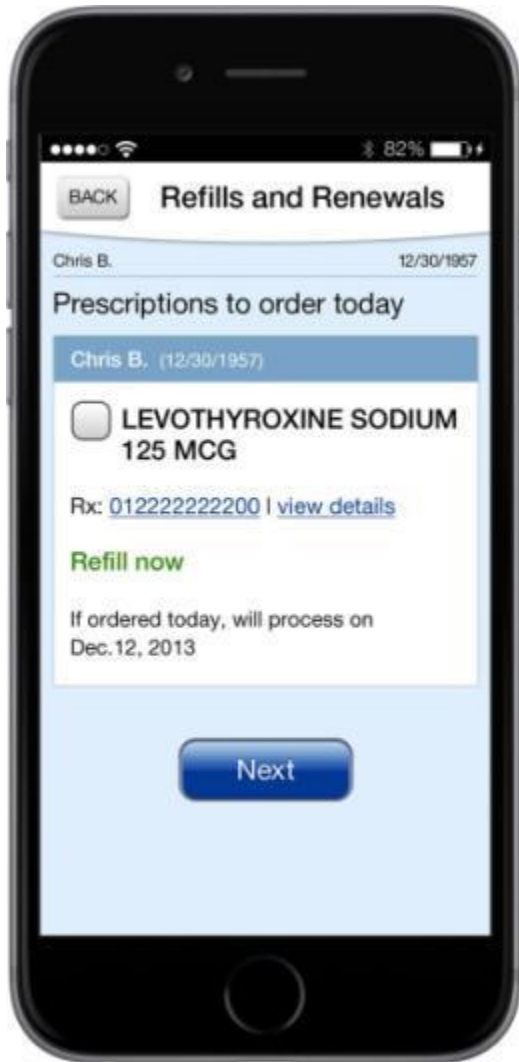 82%
BACK
Refills and Renewals
Chris B.
12/30/1957
Prescriptions to order today
Chris B. (12/30/1957)
LEVOTHYROXINE SODIUM
125 MCG
Rx: 012222222200 | view details
Refill now
If ordered today, will process on
Dec.12, 2013
Next